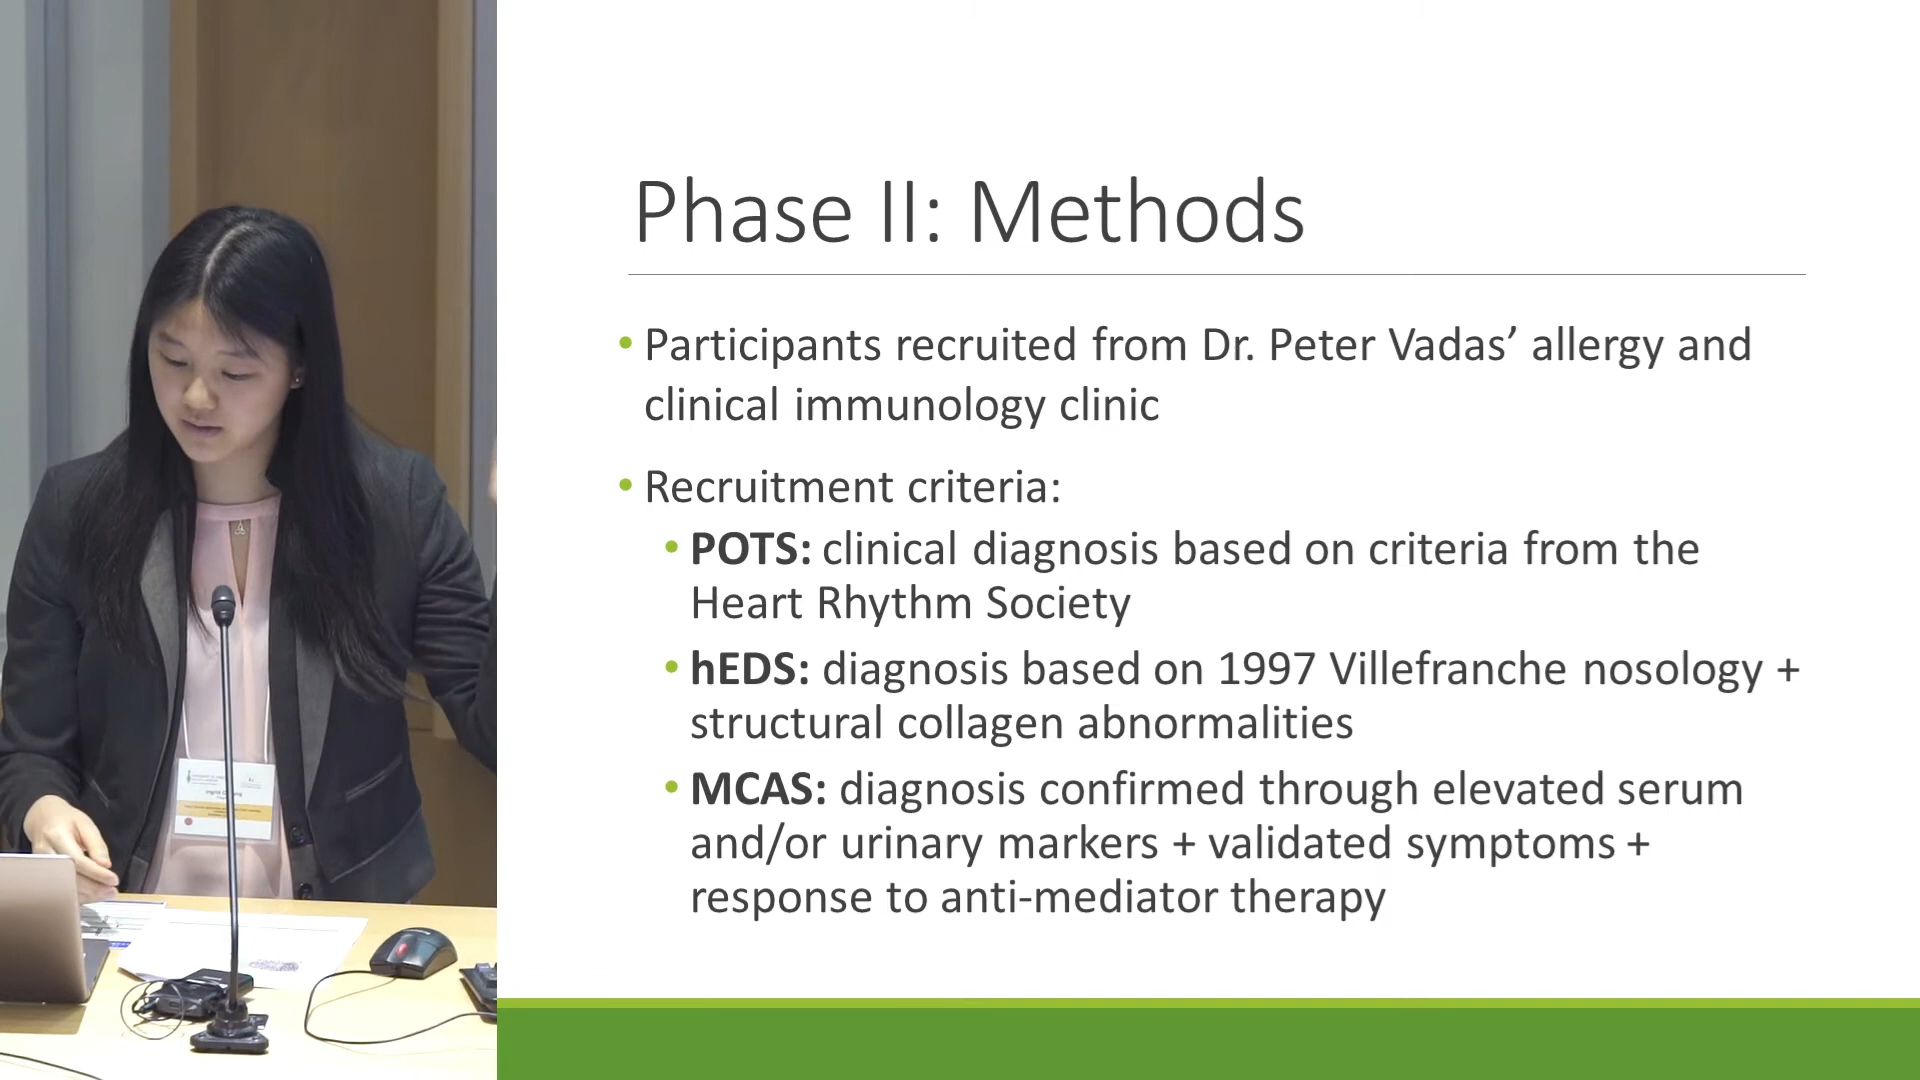 Phase II: Methods
• Participants recruited from Dr. Peter Vadas’ allergy and
clinical immunology clinic
• Recruitment criteria:
• POTS: clinical diagnosis based on criteria from the
Heart Rhythm Society
• hEDS: diagnosis based on 1997 Villefranche nosology +
structural collagen abnormalities
• MCAS: diagnosis confirmed through elevated serum
and/or urinary markers + validated symptoms +
response to anti-mediator therapy
Ingrid